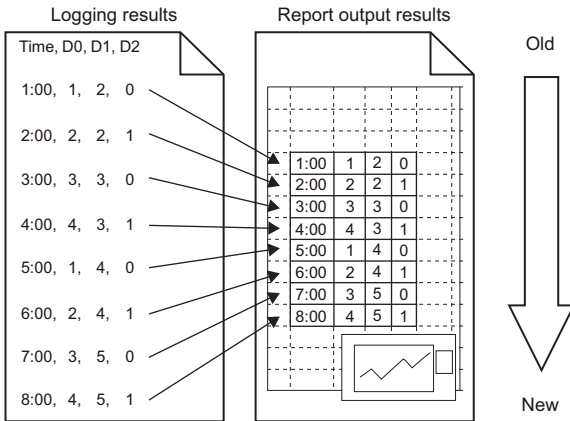 Logging results
Time, D0, D1, D2
1:00, 1, 2, 0
2:00, 2, 2, 1
3:00, 3, 3, 0
4:00, 4, 3, 1
5:00, 1, 4, 0
6:00, 2, 4, 1
7:00, 3, 5, 0
8:00, 4, 5, 1
Report output results
1:00 1 2 0
2:00 2 2 1
3:00 3 3 0
4:00 4 3 1
5:00 1 4 0
6:00 2 4 1
7:00 3 5 0
8:00 4 5 1
Old
New